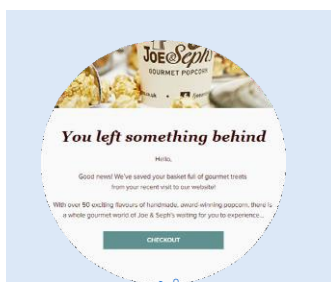 JOE&Seph's
GOURMET POPCORN
You left something behind
Hello,
Good news! We've saved your basket full of gourmet treats
from your recent visit to our website!
With over 50 exciting flavours of handmade, award-winning popcorn, there is
a whole gourmet world of Joe & Seph's waiting for you to experience...
CHECKOUT